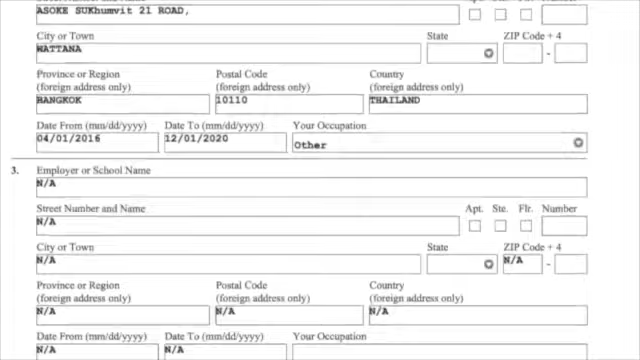 ASOKE SUKhumvit 21 ROAD,
City or Town State ZIP Code + 4
WATTANA -
Province or Region Postal Code Country
(foreign address only) (foreign address only) (foreign address only)
BANGKOK 10110 THAILAND
Date From (mm/dd/yyyy) Date To (mm/dd/yyyy) Your Occupation
04/01/2016 12/01/2020 Other
3. Employer or School Name
N/A
Street Number and Name Apt. Ste. Flr. Number
N/A
City or Town State ZIP Code + 4
N/A N/A -
Province or Region Postal Code Country
(foreign address only) (foreign address only) (foreign address only)
N/A N/A N/A
Date From (mm/dd/yyyy) Date To (mm/dd/yyyy) Your Occupation
N/A N/A